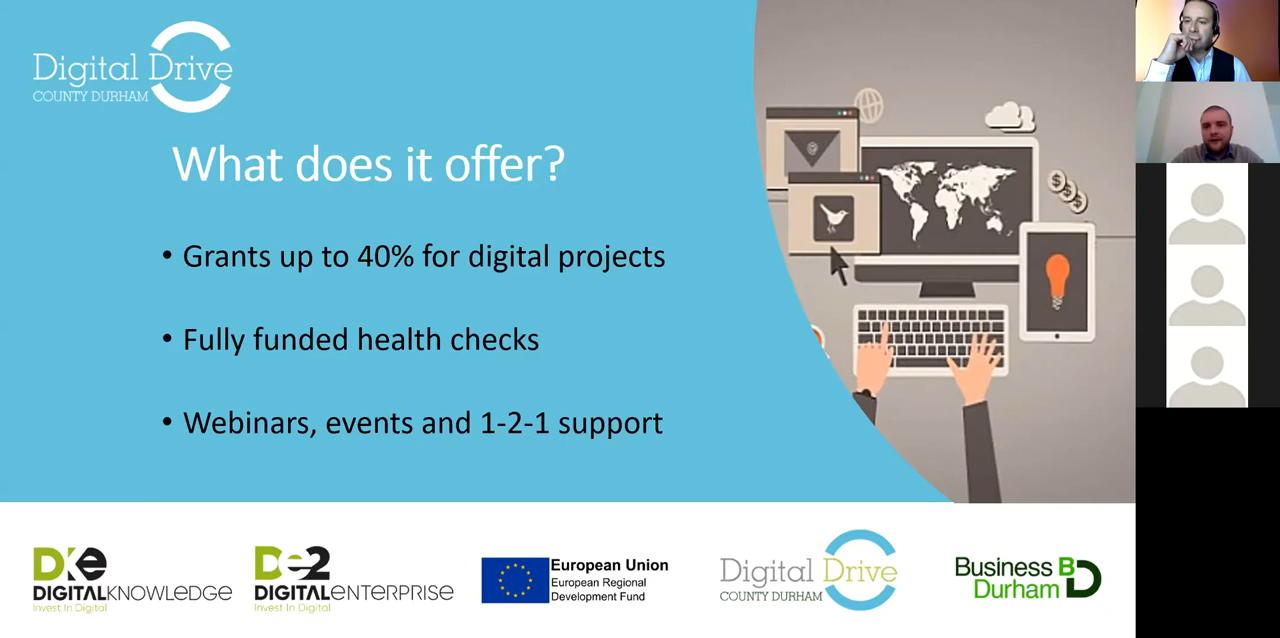 Digital Drive
COUNTY DURHAM
What does it offer?
• Grants up to 40% for digital projects
• Fully funded health checks
• Webinars, events and 1-2-1 support
@
$ $ $
DKe
DIGITALKNOWLEDGE
Invest In Digital
De2
DIGITALENTERPRISE
Invest In Digital
European Union
European Regional
Development Fund
Digital Drive
COUNTY DURHAM
Business
Durham
BD